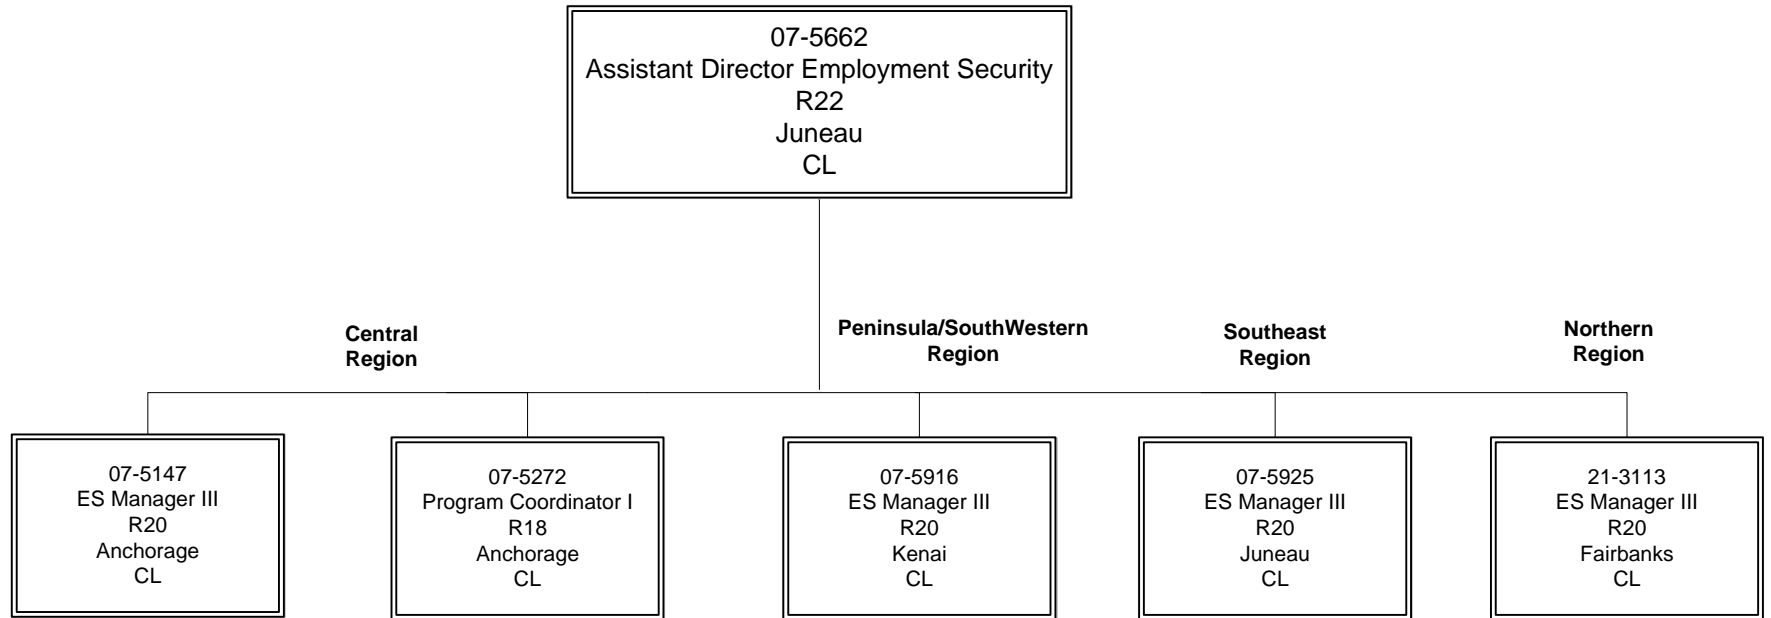 07-5662
Assistant Director Employment Security
R22
Juneau
CL
Central
Region
Peninsula/SouthWestern
Region
Southeast
Region
Northern
Region
07-5147
ES Manager III
R20
Anchorage
CL
07-5272
Program Coordinator I
R18
Anchorage
CL
07-5916
ES Manager III
R20
Kenai
CL
07-5925
ES Manager III
R20
Juneau
CL
21-3113
ES Manager III
R20
Fairbanks
CL